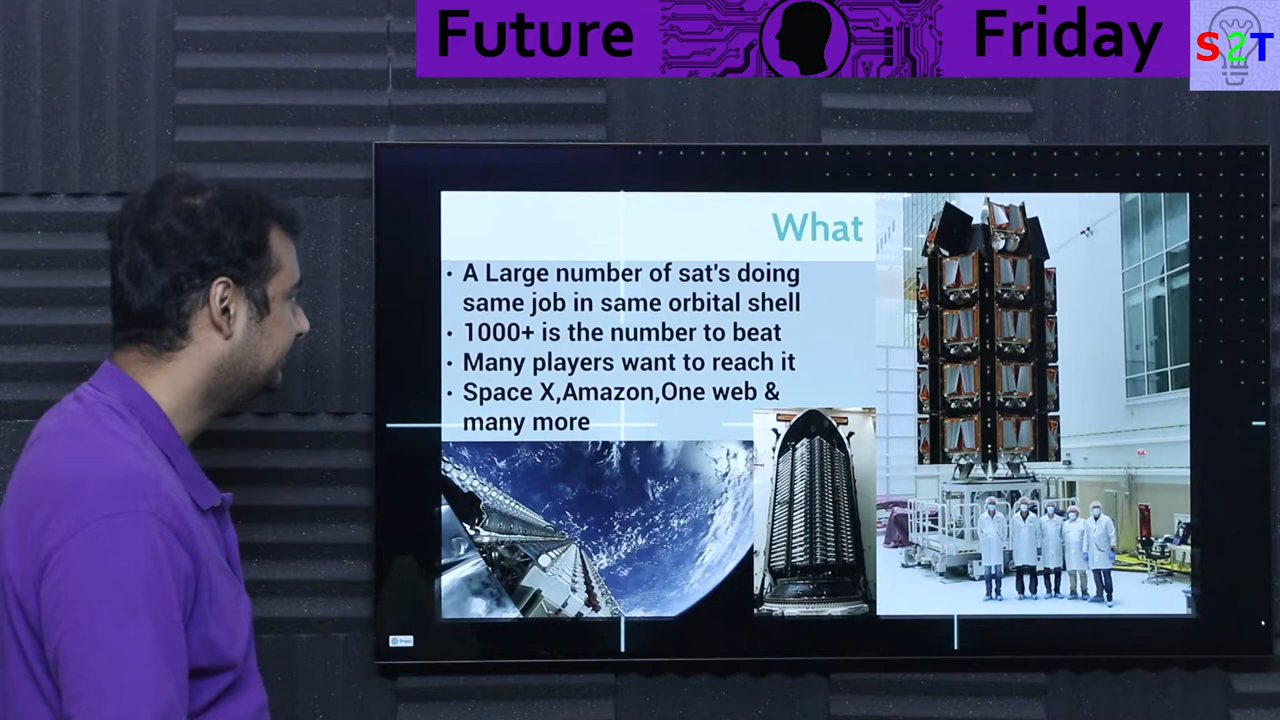 Future Friday
S2T
What
• A Large number of sat's doing
same job in same orbital shell
• 1000+ is the number to beat
• Many players want to reach it
• Space X,Amazon,One web &
many more